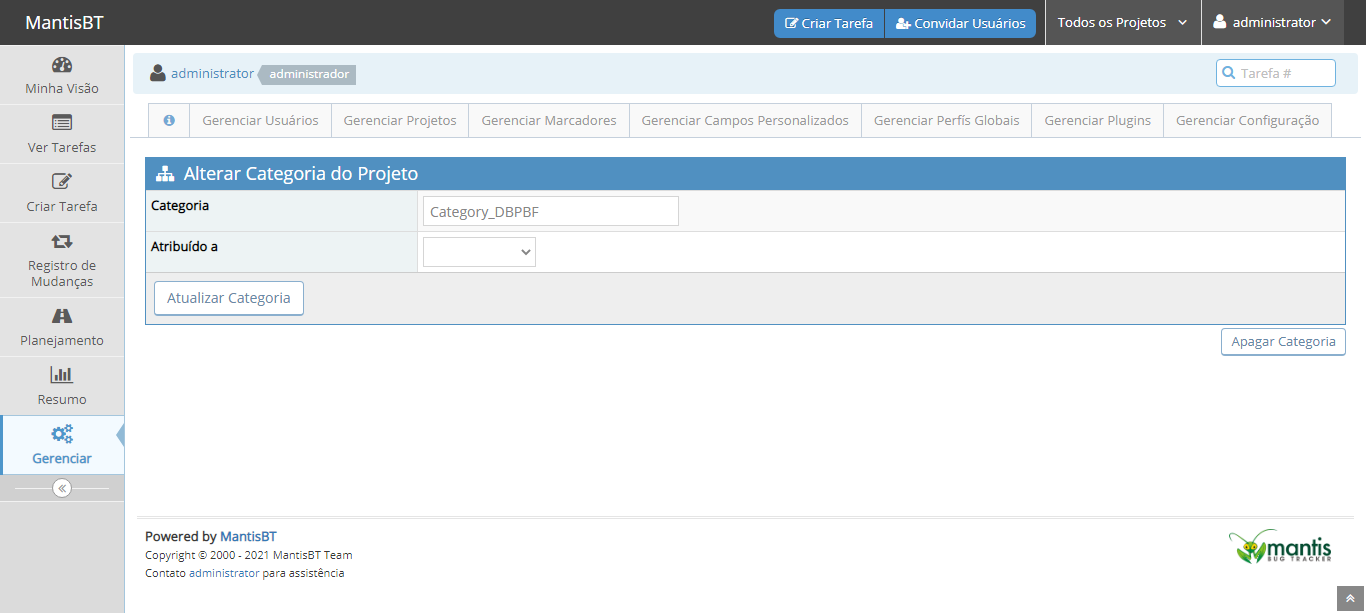 MantisBT
Criar Tarefa
Convidar Usuários
Todos os Projetos
administrator
Minha Visão
Ver Tarefas
Criar Tarefa
Registro de
Mudanças
Planejamento
Resumo
Gerenciar
administrator administrador
Tarefa #
Gerenciar Usuários
Gerenciar Projetos
Gerenciar Marcadores
Gerenciar Campos Personalizados
Gerenciar Perfís Globais
Gerenciar Plugins
Gerenciar Configuração
Alterar Categoria do Projeto
Categoria
Category_DBPBF
Atribuído a
Atualizar Categoria
Apagar Categoria
Powered by MantisBT
Copyright © 2000 - 2021 MantisBT Team
Contato administrator para assistência
mantis
BUG TRACKER